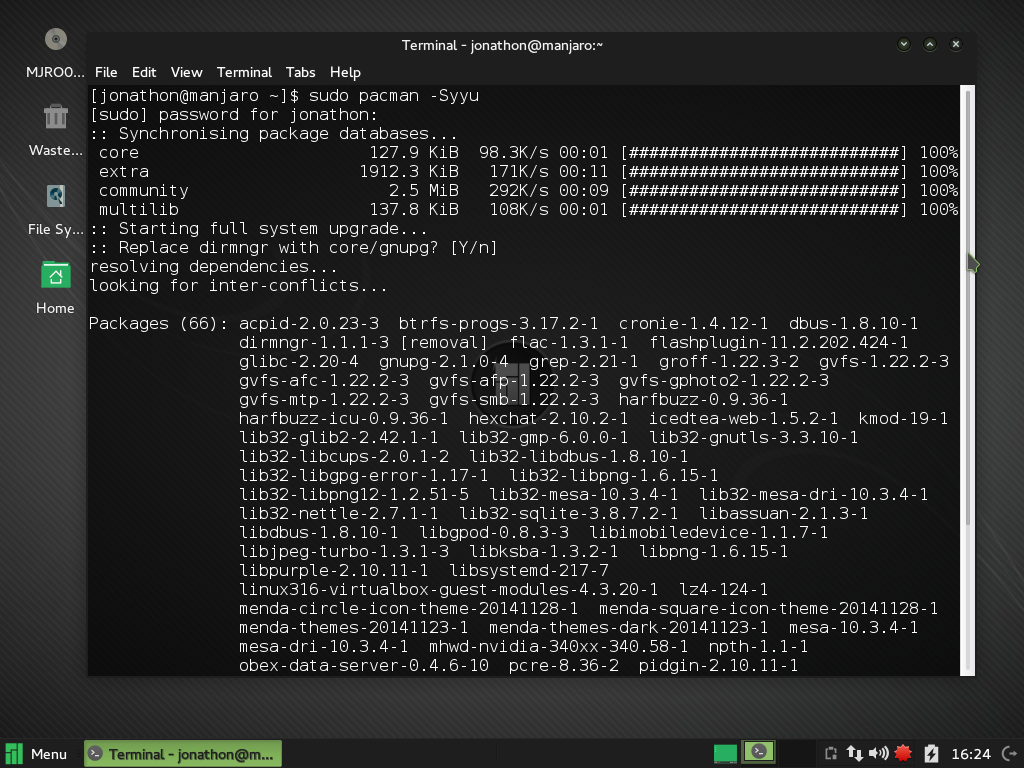 Terminal - jonathon@manjaro:~
MJRO0...
File Edit View Terminal Tabs Help
Waste...
File Sy...
Home
[jonathon@manjaro ~]$ sudo pacman -Syyu
[sudo] password for jonathon:
:: Synchronising package databases...
core 127.9 KiB 98.3K/s 00:01 [###########################] 100%
extra 1912.3 KiB 171K/s 00:11 [###########################] 100%
community 2.5 MiB 292K/s 00:09 [###########################] 100%
multilib 137.8 KiB 108K/s 00:01 [###########################] 100%
:: Starting full system upgrade...
:: Replace dirmngr with core/gnupg? [Y/n]
resolving dependencies...
looking for inter-conflicts...
Packages (66): acpid-2.0.23-3 btrfs-progs-3.17.2-1 cronie-1.4.12-1 dbus-1.8.10-1
dirmngr-1.1.1-3 [removal] flac-1.3.1-1 flashplugin-11.2.202.424-1
glibc-2.20-4 gnupg-2.1.0-4 grep-2.21-1 groff-1.22.3-2 gvfs-1.22.2-3
gvfs-afc-1.22.2-3 gvfs-afp-1.22.2-3 gvfs-gphoto2-1.22.2-3
gvfs-mtp-1.22.2-3 gvfs-smb-1.22.2-3 harfbuzz-0.9.36-1
harfbuzz-icu-0.9.36-1 hexchat-2.10.2-1 icedtea-web-1.5.2-1 kmod-19-1
lib32-glib2-2.42.1-1 lib32-gmp-6.0.0-1 lib32-gnutls-3.3.10-1
lib32-libcups-2.0.1-2 lib32-libdbus-1.8.10-1
lib32-libgpg-error-1.17-1 lib32-libpng-1.6.15-1
lib32-libpng12-1.2.51-5 lib32-mesa-10.3.4-1 lib32-mesa-dri-10.3.4-1
lib32-nettle-2.7.1-1 lib32-sqlite-3.8.7.2-1 libassuan-2.1.3-1
libdbus-1.8.10-1 libgpod-0.8.3-3 libimobiledevice-1.1.7-1
libjpeg-turbo-1.3.1-3 libksba-1.3.2-1 libpng-1.6.15-1
libpurple-2.10.11-1 libsystemd-217-7
linux316-virtualbox-guest-modules-4.3.20-1 lz4-124-1
menda-circle-icon-theme-20141128-1 menda-square-icon-theme-20141128-1
menda-themes-20141123-1 menda-themes-dark-20141123-1 mesa-10.3.4-1
mesa-dri-10.3.4-1 mhwd-nvidia-340xx-340.58-1 npth-1.1-1
obex-data-server-0.4.6-10 pcre-8.36-2 pidgin-2.10.11-1
Menu Terminal - jonathon@m... 16:24